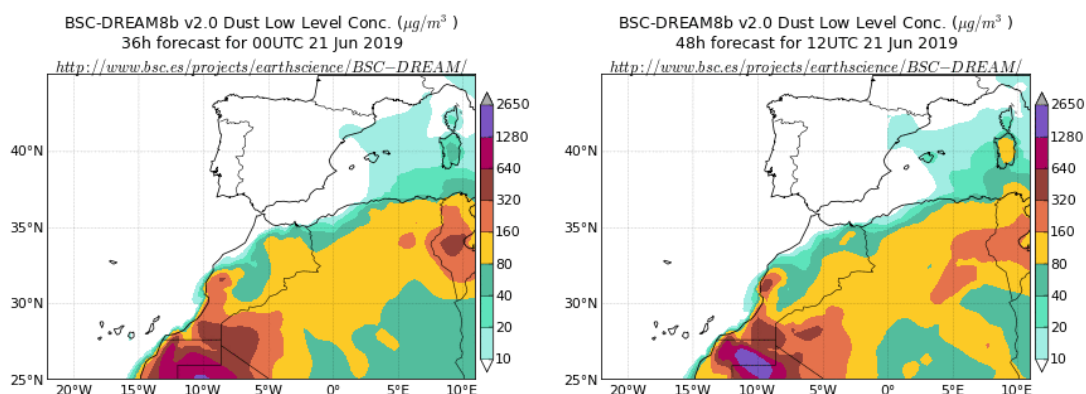 BSC-DREAM8b v2.0 Dust Low Level Conc. (μg/m³ )
36h forecast for 00UTC 21 Jun 2019
http://www.bsc.es/projects/earthscience/BSC−DREAM/
40°N
35°N
30°N
25°N
20°W
15°W
10°W
5°W
0°
5°E
10°E
2650
1280
640
320
160
80
40
20
10
BSC-DREAM8b v2.0 Dust Low Level Conc. (μg/m³ )
48h forecast for 12UTC 21 Jun 2019
http://www.bsc.es/projects/earthscience/BSC−DREAM/
40°N
35°N
30°N
25°N
20°W
15°W
10°W
5°W
0°
5°E
10°E
2650
1280
640
320
160
80
40
20
10